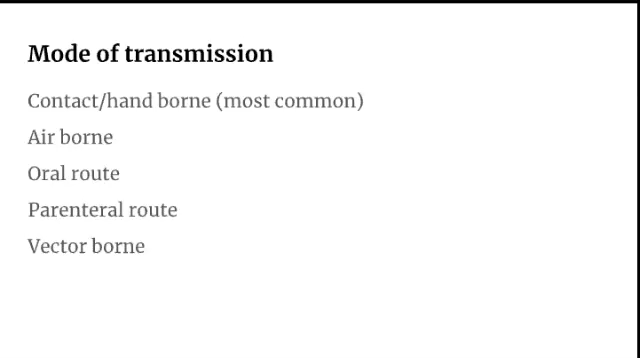 Mode of transmission
Contact/hand borne (most common)
Air borne
Oral route
Parenteral route
Vector borne